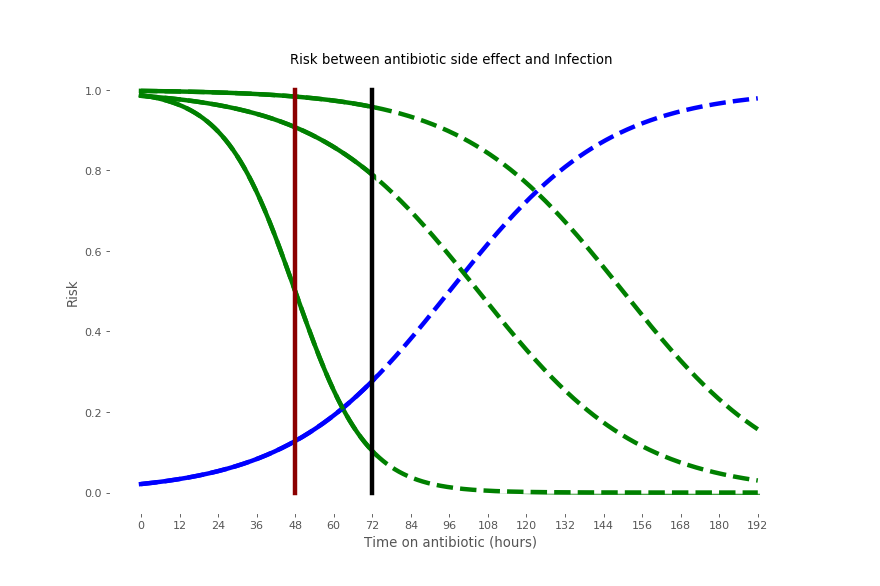 Risk between antibiotic side effect and Infection
1.0
0.8
0.6
0.4
0.2
0.0
Risk
0 12 24 36 48 60 72 84 96 108 120 132 144 156 168 180 192
Time on antibiotic (hours)